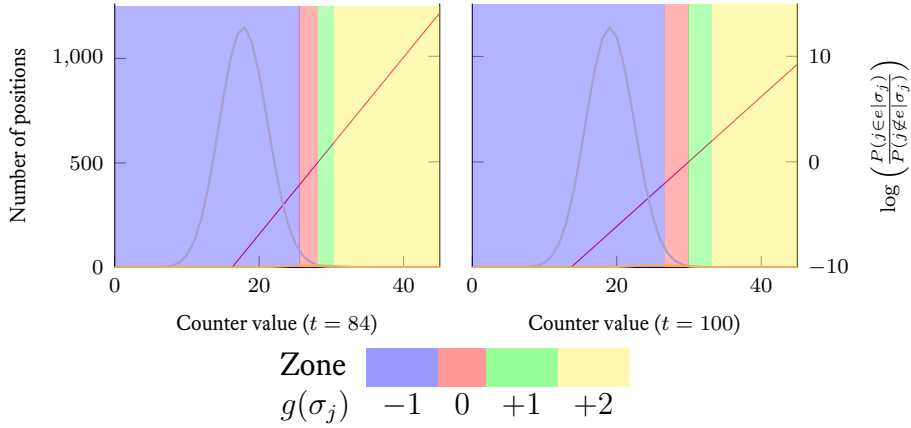 Number of positions
1,000
500
0
0 20 40
Counter value (t = 84)
0 20 40
Counter value (t = 100)
10
0
−10
log (P(j∈e|σ_j) / P(j∉e|σ_j))
Zone
g(σ_j) −1 0 +1 +2